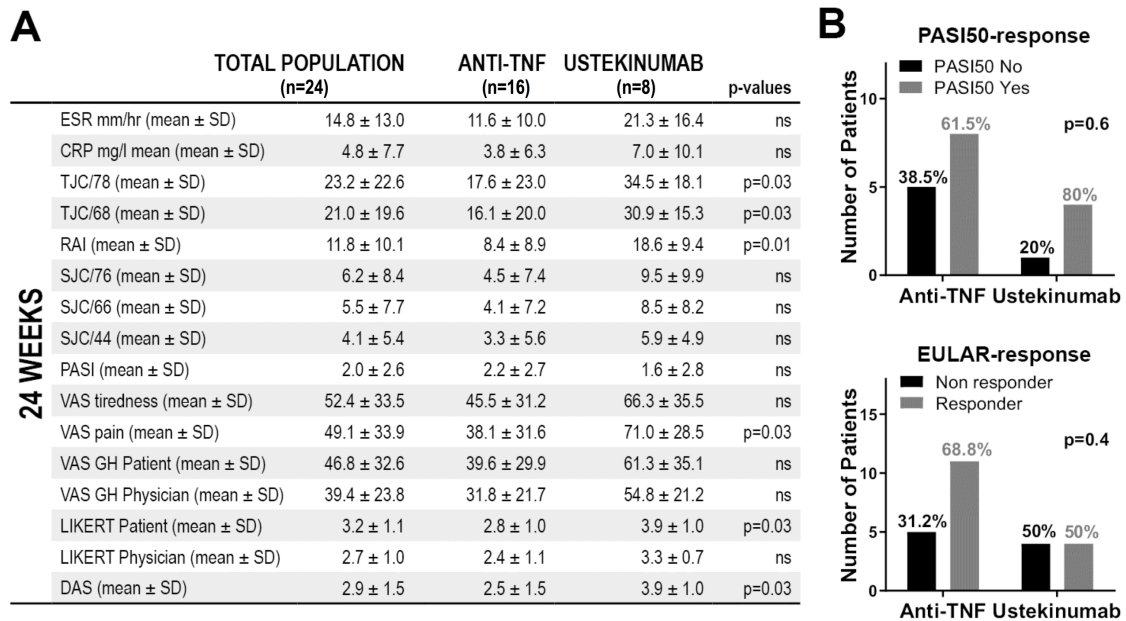 A
TOTAL POPULATION ANTI-TNF USTEKINUMAB
(n=24) (n=16) (n=8) p-values
24 WEEKS
ESR mm/hr (mean ± SD) 14.8 ± 13.0 11.6 ± 10.0 21.3 ± 16.4 ns
CRP mg/l mean (mean ± SD) 4.8 ± 7.7 3.8 ± 6.3 7.0 ± 10.1 ns
TJC/78 (mean ± SD) 23.2 ± 22.6 17.6 ± 23.0 34.5 ± 18.1 p=0.03
TJC/68 (mean ± SD) 21.0 ± 19.6 16.1 ± 20.0 30.9 ± 15.3 p=0.03
RAI (mean ± SD) 11.8 ± 10.1 8.4 ± 8.9 18.6 ± 9.4 p=0.01
SJC/76 (mean ± SD) 6.2 ± 8.4 4.5 ± 7.4 9.5 ± 9.9 ns
SJC/66 (mean ± SD) 5.5 ± 7.7 4.1 ± 7.2 8.5 ± 8.2 ns
SJC/44 (mean ± SD) 4.1 ± 5.4 3.3 ± 5.6 5.9 ± 4.9 ns
PASI (mean ± SD) 2.0 ± 2.6 2.2 ± 2.7 1.6 ± 2.8 ns
VAS tiredness (mean ± SD) 52.4 ± 33.5 45.5 ± 31.2 66.3 ± 35.5 ns
VAS pain (mean ± SD) 49.1 ± 33.9 38.1 ± 31.6 71.0 ± 28.5 p=0.03
VAS GH Patient (mean ± SD) 46.8 ± 32.6 39.6 ± 29.9 61.3 ± 35.1 ns
VAS GH Physician (mean ± SD) 39.4 ± 23.8 31.8 ± 21.7 54.8 ± 21.2 ns
LIKERT Patient (mean ± SD) 3.2 ± 1.1 2.8 ± 1.0 3.9 ± 1.0 p=0.03
LIKERT Physician (mean ± SD) 2.7 ± 1.0 2.4 ± 1.1 3.3 ± 0.7 ns
DAS (mean ± SD) 2.9 ± 1.5 2.5 ± 1.5 3.9 ± 1.0 p=0.03
B
PASI50-response
PASI50 No
PASI50 Yes
Number of Patients
10
5
0
38.5%
61.5%
p=0.6
20%
80%
Anti-TNF Ustekinumab
EULAR-response
Non responder
Responder
Number of Patients
15
10
5
0
31.2%
68.8%
p=0.4
50%
50%
Anti-TNF Ustekinumab